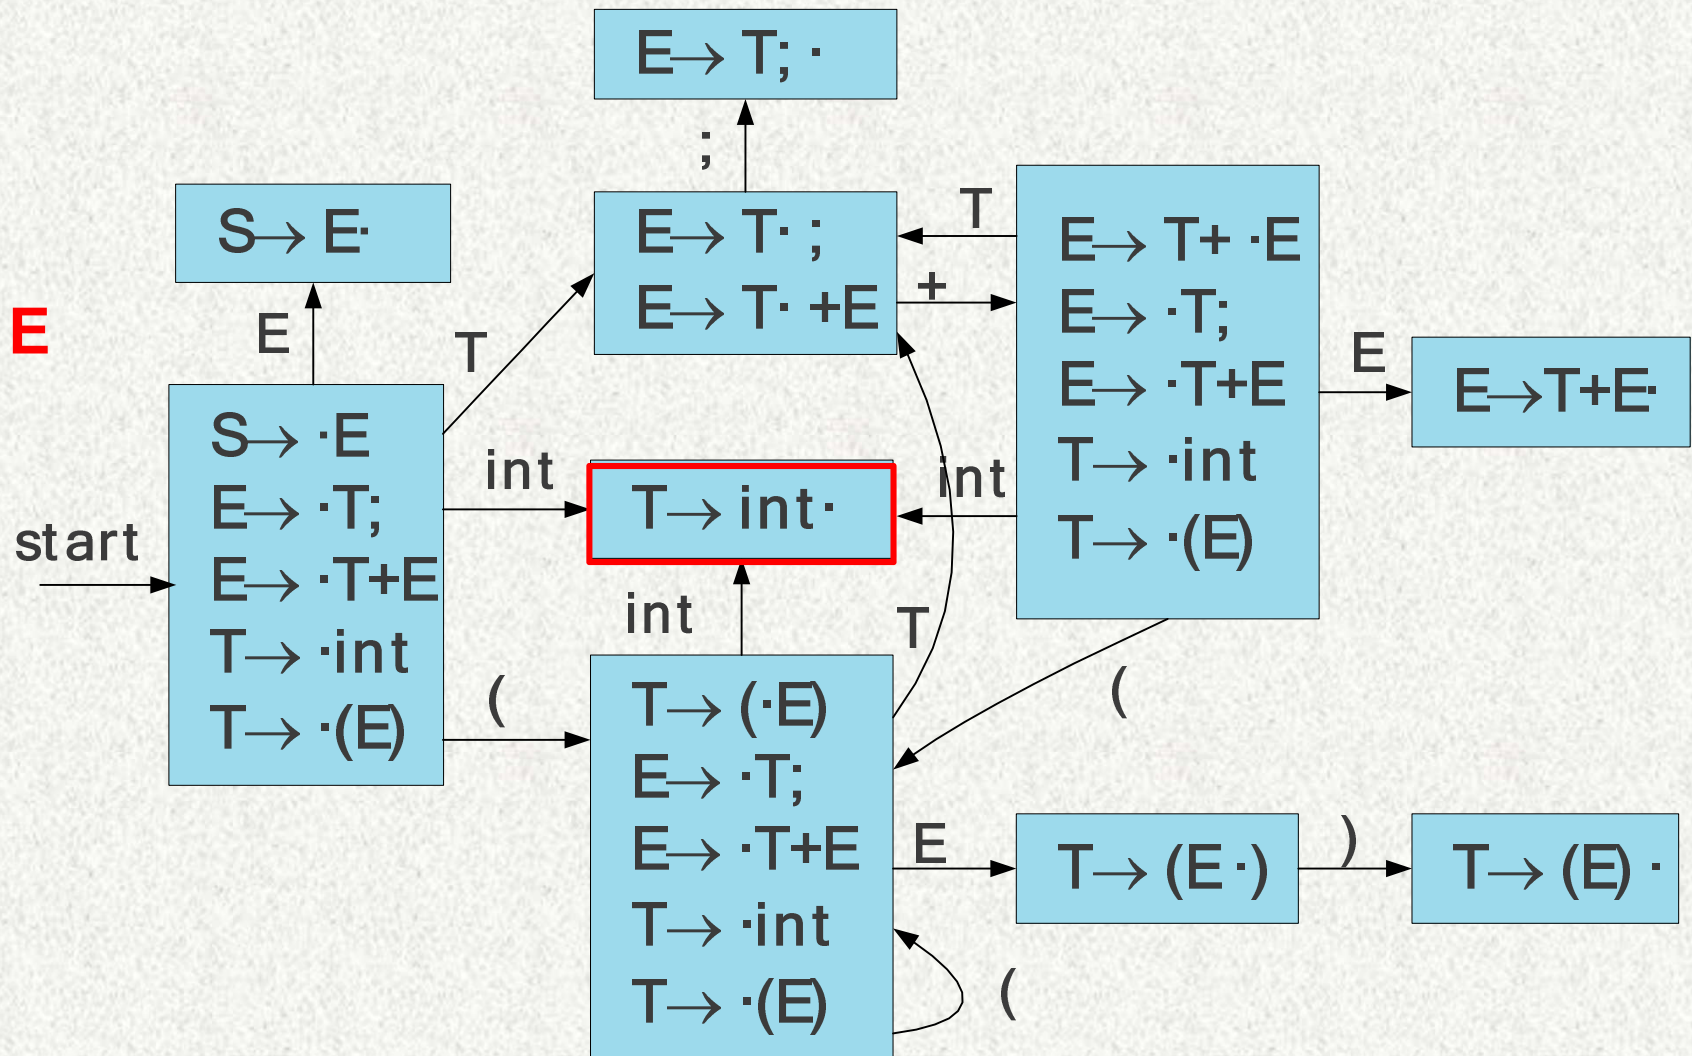 E→ T; ·
;
S→ E·
E→ T· ;
E→ T· +E
T
+
E→ T+ ·E
E→ ·T;
E→ ·T+E
T→ ·int
T→ ·(E)
E
E
T
E
E→T+E·
start
S→ ·E
E→ ·T;
E→ ·T+E
T→ ·int
T→ ·(E)
int
T→ int·
int
int
T
(
(
T→ (·E)
E→ ·T;
E→ ·T+E
T→ ·int
T→ ·(E)
E
T→ (E ·)
)
T→ (E) ·
(